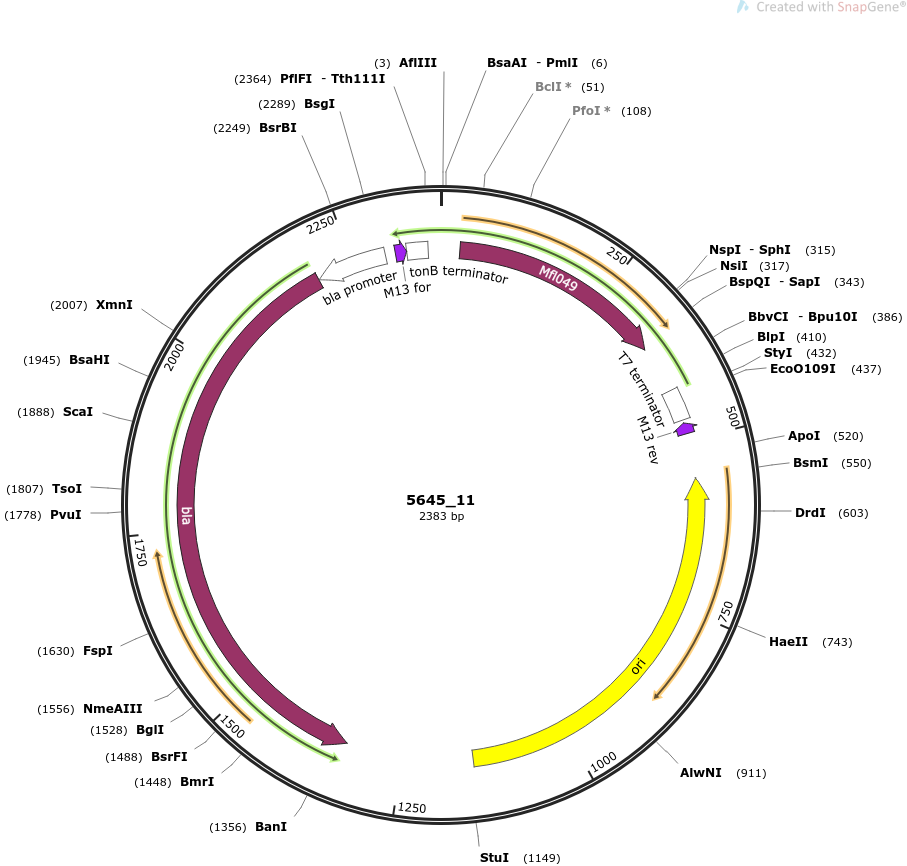 Created with SnapGene®
(3) AflIII
BsaAI - PmlI (6)
(2364) PflFI - Tth111I
BclI * (51)
(2289) BsgI
PfoI * (108)
(2249) BsrBI
2250
250
NspI - SphI (315)
NsiI (317)
BspQI - SapI (343)
Mfl049
tonB terminator
bla promoter
M13 for
(2007) XmnI
BbvCI - Bpu10I (386)
BlpI (410)
StyI (432)
EcoO109I (437)
2000
(1945) BsaHI
T7 terminator
M13 rev
500
(1888) ScaI
ApoI (520)
BsmI (550)
(1807) TsoI
5645_11
2383 bp
(1778) PvuI
bla
DrdI (603)
1750
750
HaeII (743)
(1630) FspI
ori
(1556) NmeAIII
(1528) BglI
1500
(1488) BsrFI
1000
AlwNI (911)
(1448) BmrI
1250
(1356) BanI
StuI (1149)